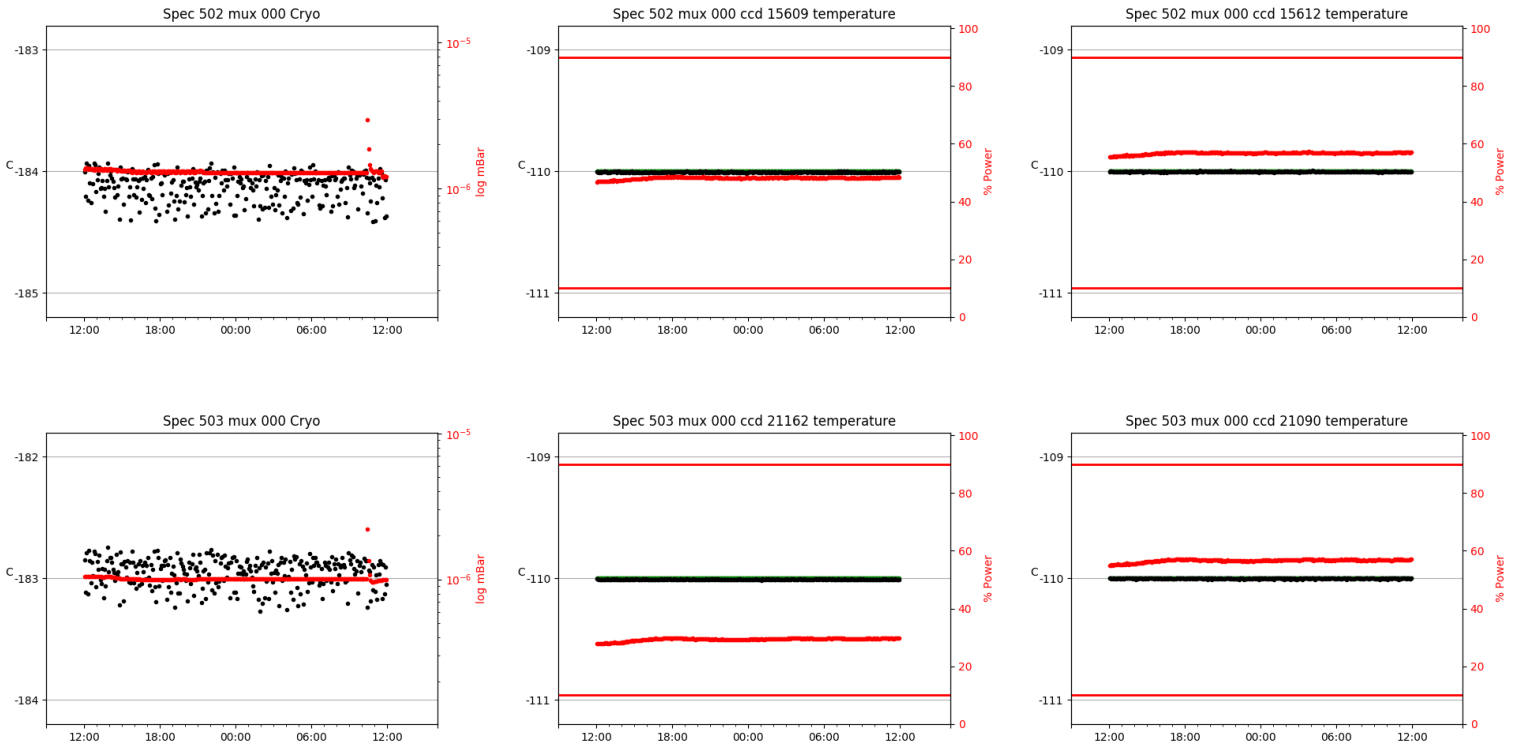 Spec 502 mux 000 Cryo
-183
-184
-185
C
10⁻⁵
10⁻⁶
log mBar
12:00 18:00 00:00 06:00 12:00
Spec 502 mux 000 ccd 15609 temperature
-109
-110
-111
C
100
80
60
40
20
0
% Power
12:00 18:00 00:00 06:00 12:00
Spec 502 mux 000 ccd 15612 temperature
-109
-110
-111
C
100
80
60
40
20
0
% Power
12:00 18:00 00:00 06:00 12:00
Spec 503 mux 000 Cryo
-182
-183
-184
C
10⁻⁵
10⁻⁶
log mBar
12:00 18:00 00:00 06:00 12:00
Spec 503 mux 000 ccd 21162 temperature
-109
-110
-111
C
100
80
60
40
20
0
% Power
12:00 18:00 00:00 06:00 12:00
Spec 503 mux 000 ccd 21090 temperature
-109
-110
-111
C
100
80
60
40
20
0
% Power
12:00 18:00 00:00 06:00 12:00